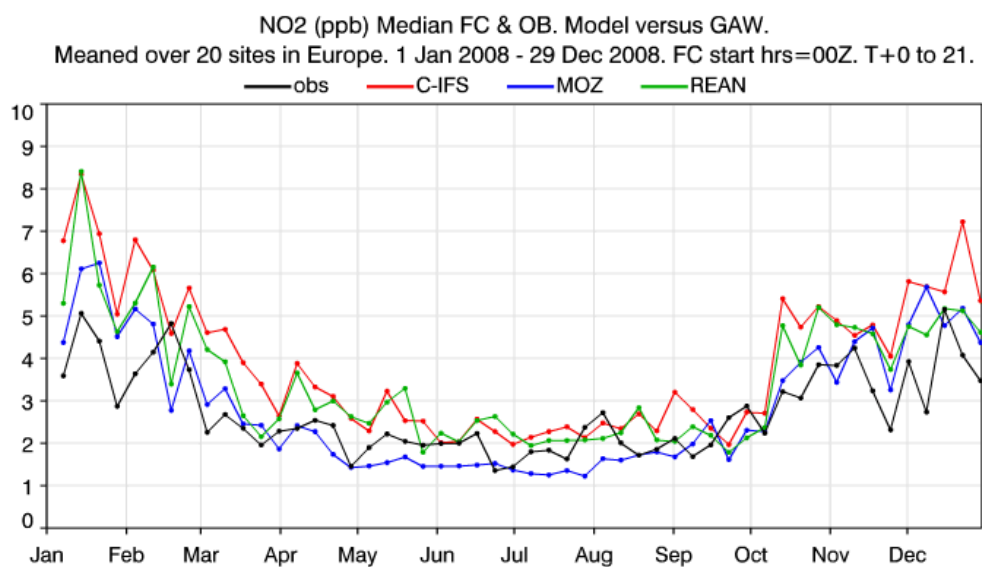 NO2 (ppb) Median FC & OB. Model versus GAW.
Meaned over 20 sites in Europe. 1 Jan 2008 - 29 Dec 2008. FC start hrs=00Z. T+0 to 21.
obs C-IFS MOZ REAN
10
9
8
7
6
5
4
3
2
1
0
Jan Feb Mar Apr May Jun Jul Aug Sep Oct Nov Dec